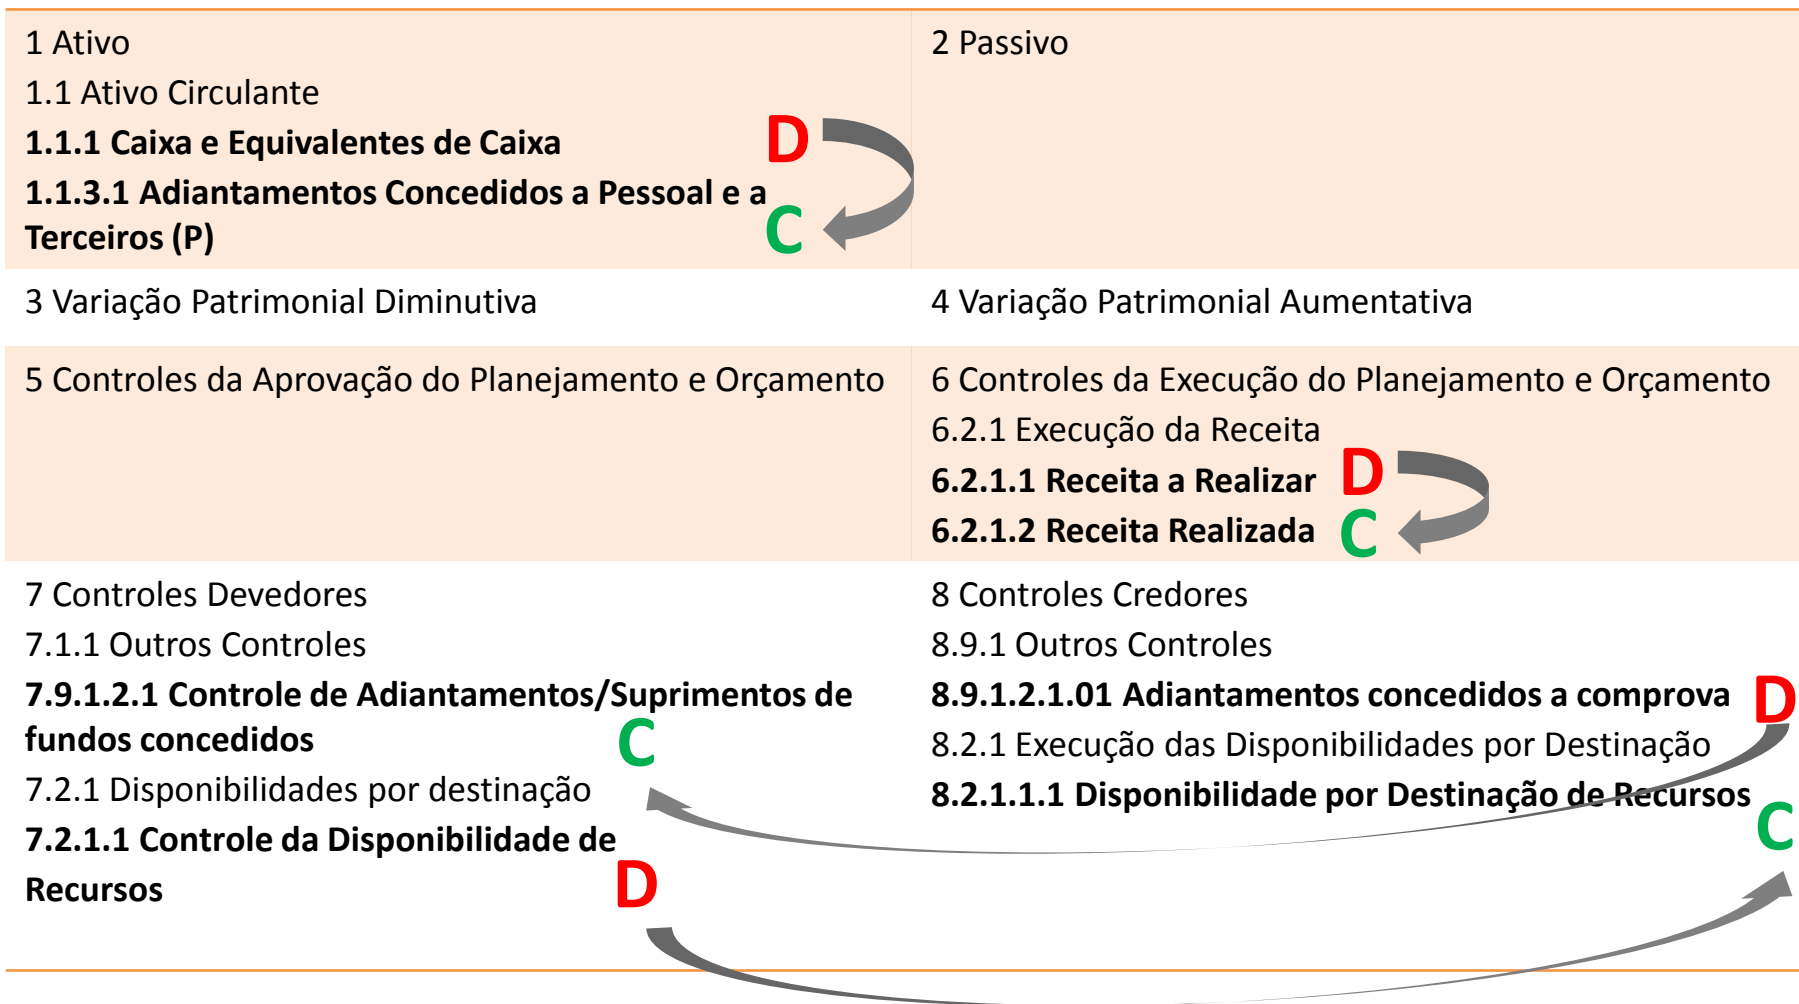 1 Ativo
1.1 Ativo Circulante
1.1.1 Caixa e Equivalentes de Caixa
D
1.1.3.1 Adiantamentos Concedidos a Pessoal e a
Terceiros (P)
C
2 Passivo
3 Variação Patrimonial Diminutiva
4 Variação Patrimonial Aumentativa
5 Controles da Aprovação do Planejamento e Orçamento
6 Controles da Execução do Planejamento e Orçamento
6.2.1 Execução da Receita
6.2.1.1 Receita a Realizar
D
6.2.1.2 Receita Realizada
C
7 Controles Devedores
7.1.1 Outros Controles
7.9.1.2.1 Controle de Adiantamentos/Suprimentos de
fundos concedidos
C
7.2.1 Disponibilidades por destinação
7.2.1.1 Controle da Disponibilidade de
Recursos
D
8 Controles Credores
8.9.1 Outros Controles
8.9.1.2.1.01 Adiantamentos concedidos a comprova
D
8.2.1 Execução das Disponibilidades por Destinação
8.2.1.1.1 Disponibilidade por Destinação de Recursos
C